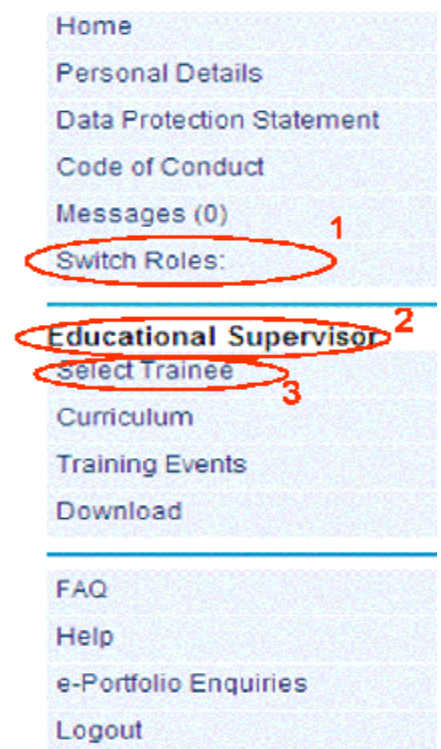 Home
Personal Details
Data Protection Statement
Code of Conduct
Messages (0)
1
Switch Roles:
2
Educational Supervisor
Select Trainee
3
Curriculum
Training Events
Download
FAQ
Help
e-Portfolio Enquiries
Logout